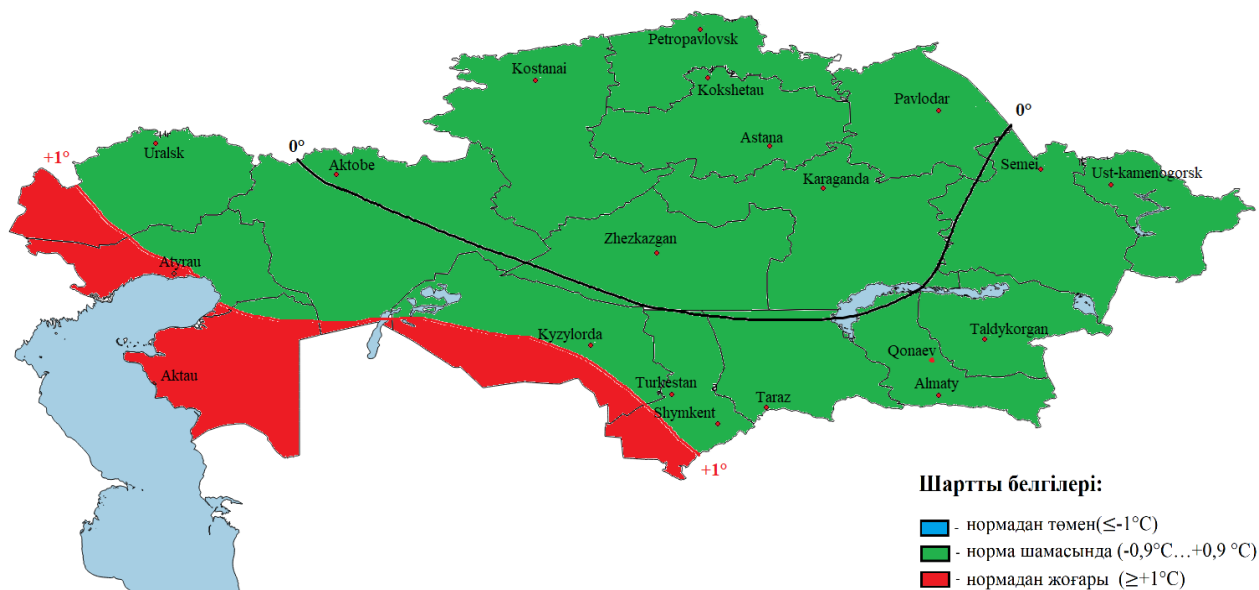 Petropavlovsk
Kostanai
Kokshetau
Pavlodar
0°
Astana
0°
Uralsk
+1°
Aktobe
Semei
Ust-kamenogorsk
Karaganda
Zhezkazgan
Atyrau
Kyzylorda
Taldykorgan
Qonaev
Aktau
Turkestan
Almaty
Taraz
Shymkent
+1°
Шартты белгілері:
- нормадан төмен(≤-1°C)
- норма шамасында (-0,9°C...+0,9 °C)
- нормадан жоғары (≥+1°C)